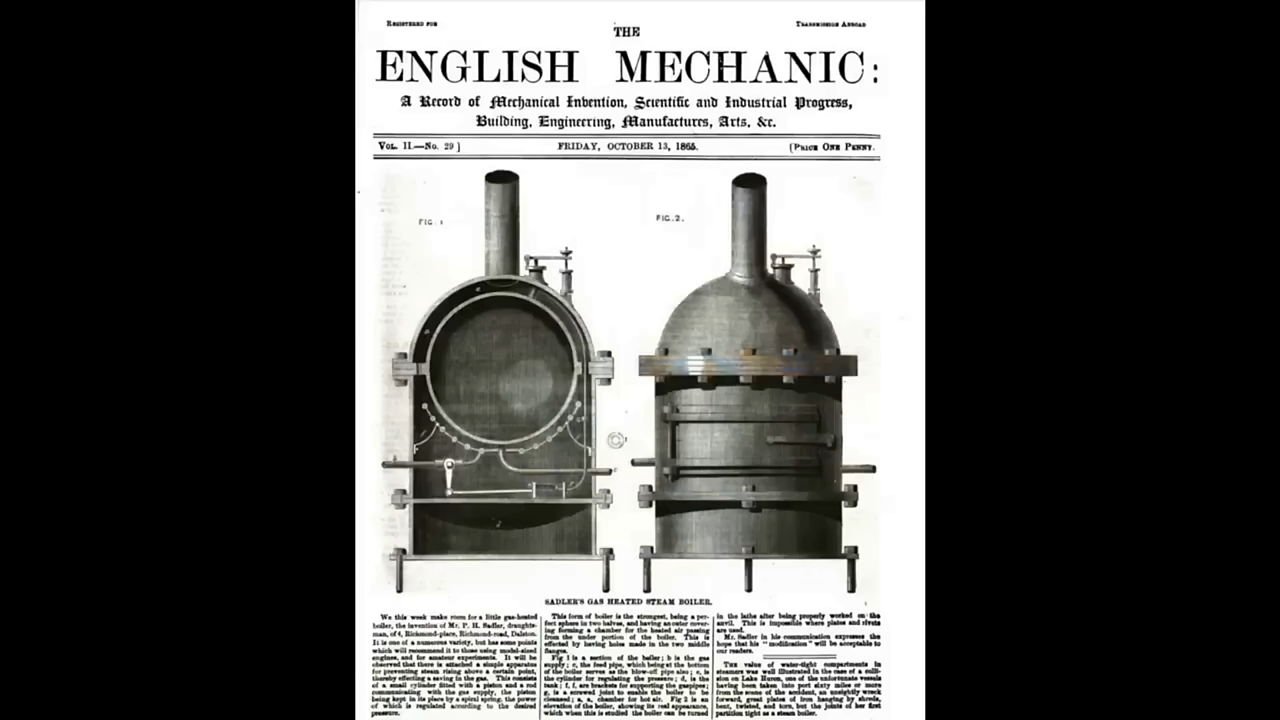 REGISTERED FOR
TRANSMISSION ABROAD
THE
ENGLISH MECHANIC:
A Record of Mechanical Invention, Scientific and Industrial Progress,
Building, Engineering, Manufactures, Arts, &c.
VOL. II.—No. 29 ]
FRIDAY, OCTOBER 13, 1865.
[PRICE ONE PENNY.
FIG. 1
FIG. 2.
SADLER'S GAS HEATED STEAM BOILER.
We this week make room for a little gas-heated
boiler, the invention of Mr. P. H. Sadler, draughts-
man, of 4, Richmond-place, Richmond-road, Dalston.
It is one of a numerous variety, but has some points
which will recommend it to those using model-sized
engines, and for amateur experiments. It will be
observed that there is attached a simple apparatus
for preventing steam rising above a certain point,
thereby effecting a saving in the gas. This consists
of a small cylinder fitted with a piston and a rod
communicating with the gas supply, the piston
being kept in its place by a spiral spring, the power
of which is regulated according to the desired
pressure.
This form of boiler is the strongest, being a per-
fect sphere in two halves, and having an outer cover-
ing forming a chamber for the heated air passing
from the under portion of the boiler. This is
effected by having holes made in the two middle
flanges.
Fig 1 is a section of the boiler; b is the gas
supply; c, the feed pipe, which being at the bottom
of the boiler serves as the blow-off pipe also; e, is
the cylinder for regulating the pressure; d, is the
tank; f, f, are brackets for supporting the gaspipes;
g, is a screwed joint to enable the boiler to be
cleansed; a, a, chamber for hot air. Fig 2 is an
elevation of the boiler, showing its real appearance,
which when this is studied the boiler can be turned
in the lathe after being properly worked on the
anvil. This is impossible where plates and rivets
are used.
Mr. Sadler in his communication expresses the
hope that his "modification" will be acceptable to
our readers.
THE value of water-tight compartments in
steamers was well illustrated in the case of a colli-
sion on Lake Huron, one of the unfortunate vessels
having been taken into port sixty miles or more
from the scene of the accident, an unsightly wreck
forward, great plates of iron hanging by shreds,
bent, twisted, and torn, but the joints of her first
partition tight as a steam boiler.